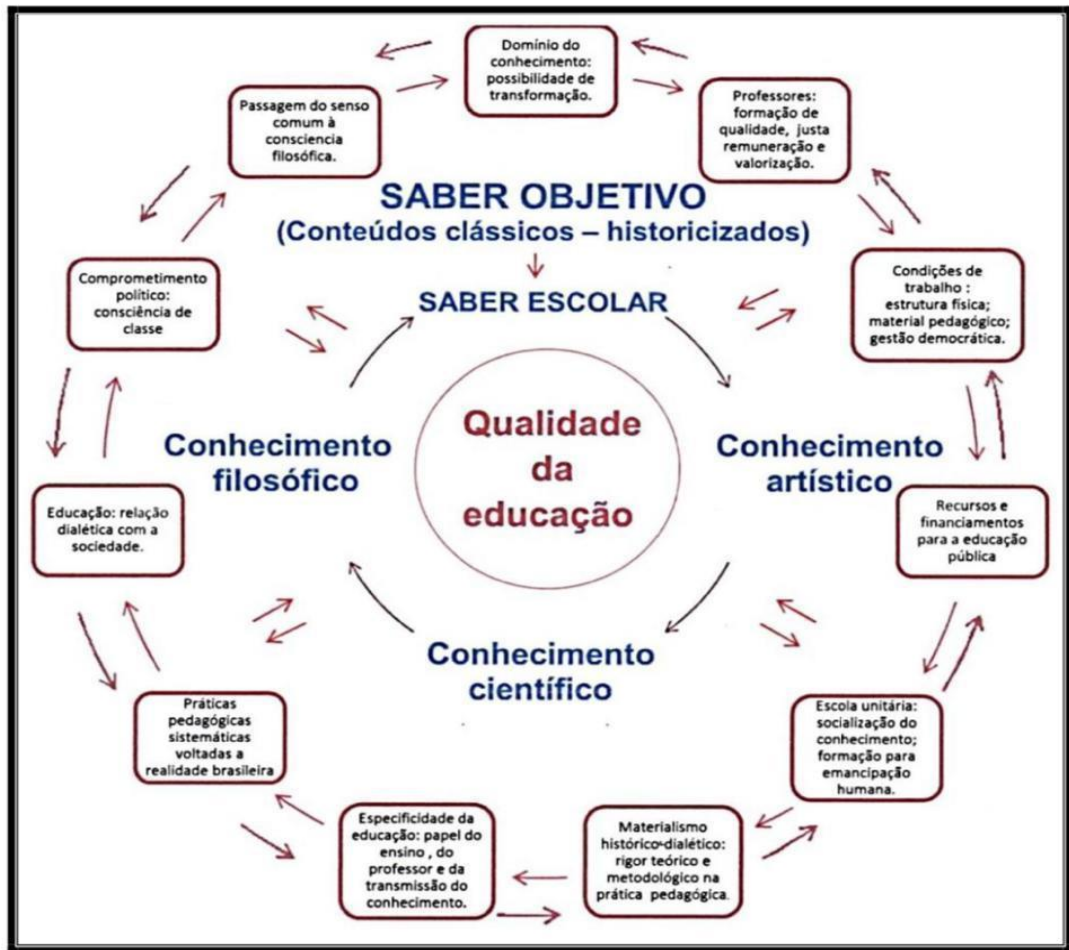 Domínio do
conhecimento:
possibilidade de
transformação.
Professores:
formação de
qualidade, justa
remuneração e
valorização.
Condições de
trabalho :
estrutura física;
material pedagógico;
gestão democrática.
Recursos e
financiamentos
para a educação
pública
Escola unitária:
socialização do
conhecimento;
formação para
emancipação
humana.
Materialismo
histórico-dialético:
rigor teórico e
metodológico na
prática pedagógica.
Especificidade da
educação: papel do
ensino , do
professor e da
transmissão do
conhecimento.
Práticas
pedagógicas
sistemáticas
voltadas a
realidade brasileira
Educação: relação
dialética com a
sociedade.
Comprometimento
político:
consciência de
classe
Passagem do senso
comum à
consciencia
filosófica.
SABER OBJETIVO
(Conteúdos clássicos – historicizados)
SABER ESCOLAR
Conhecimento
artístico
Conhecimento
científico
Conhecimento
filosófico
Qualidade
da
educação